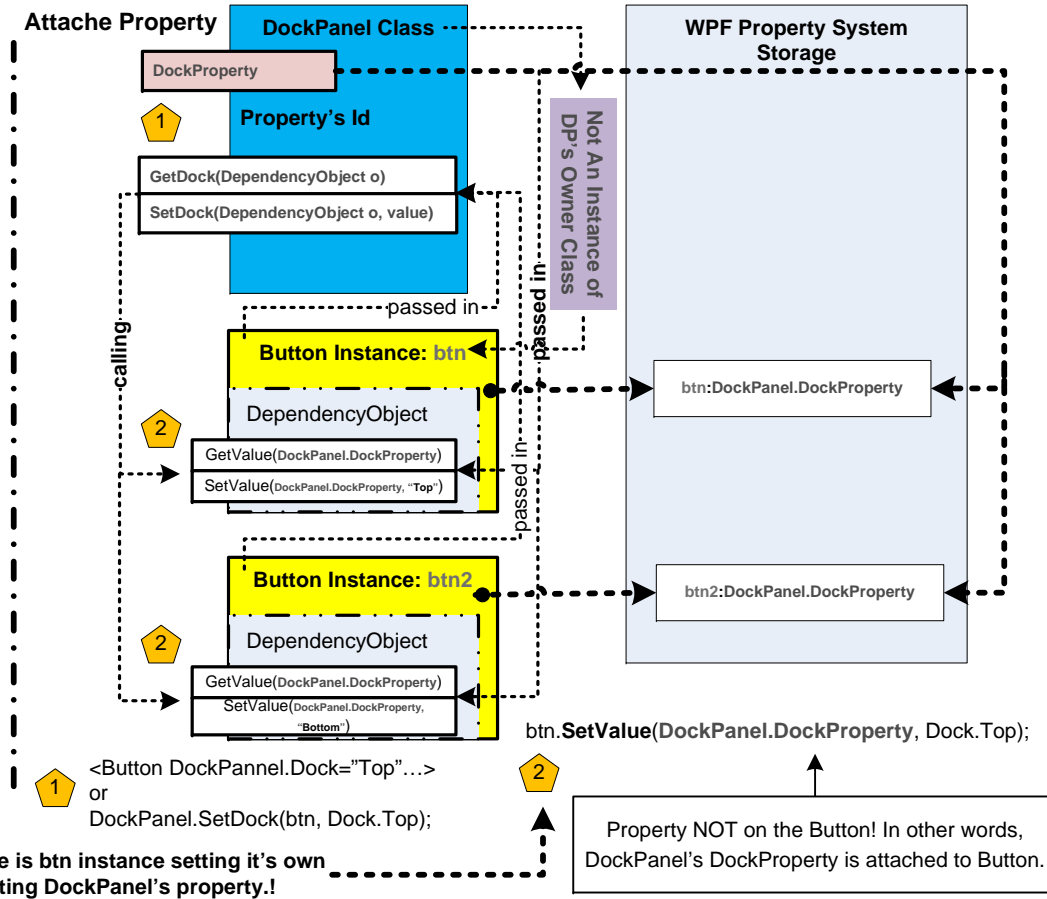 Attache Property
DockPanel Class
WPF Property System
Storage
DockProperty
1
Property's Id
Not An Instance of
DP's Owner Class
GetDock(DependencyObject o)
SetDock(DependencyObject o, value)
passed in
passed in
passed in
calling
Button Instance: btn
DependencyObject
2
GetValue(DockPanel.DockProperty)
SetValue(DockPanel.DockProperty, "Top")
btn:DockPanel.DockProperty
Button Instance: btn2
DependencyObject
2
GetValue(DockPanel.DockProperty)
SetValue(DockPanel.DockProperty,
"Bottom")
btn2:DockPanel.DockProperty
btn.SetValue(DockPanel.DockProperty, Dock.Top);
2
1
<Button DockPannel.Dock="Top"…>
or
DockPanel.SetDock(btn, Dock.Top);
Property NOT on the Button! In other words,
DockPanel's DockProperty is attached to Button.
e is btn instance setting it's own
ting DockPanel's property.!